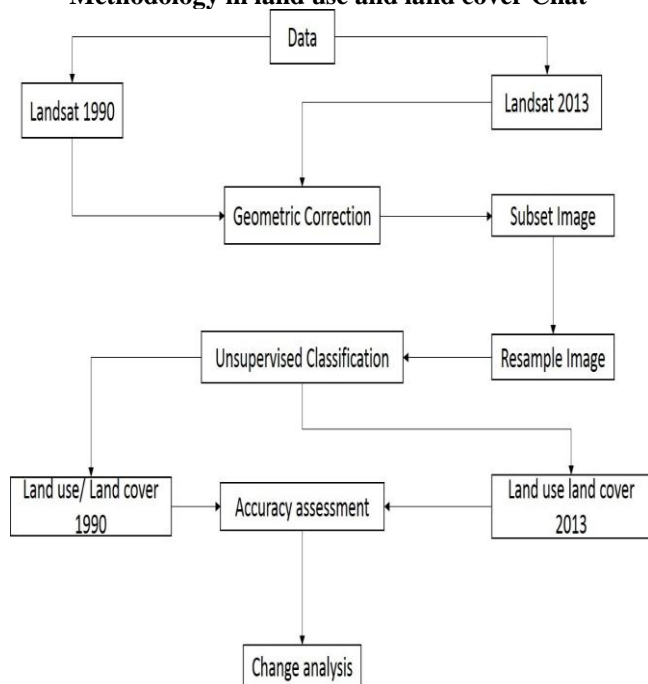 Methodology in land use and land cover Chat
Data
Landsat 1990
Landsat 2013
Geometric Correction
Subset Image
Unsupervised Classification
Resample Image
Land use/ Land cover
1990
Accuracy assessment
Land use land cover
2013
Change analysis